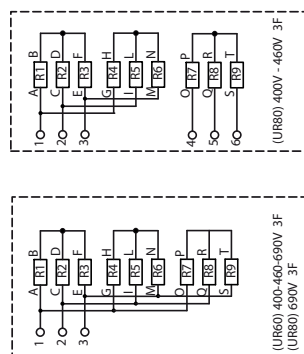 B D F H L N P R T
R1 R2 R3 R4 R5 R6 R7 R8 R9
A C E G I M O Q S
1 2 3 4 5 6
(UR80) 400V - 460V 3F
B D F H L N P R T
R1 R2 R3 R4 R5 R6 R7 R8 R9
A C E G I M O Q S
1 2 3
(UR60) 400-460-690V 3F
(UR80) 690V 3F